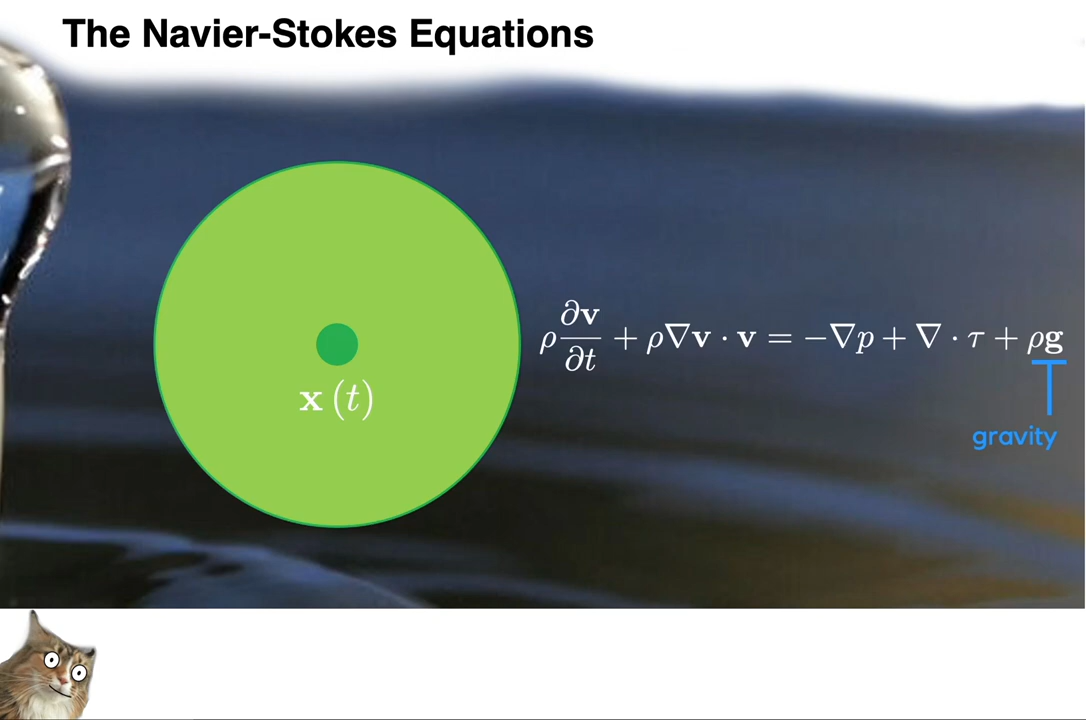 The Navier-Stokes Equations
ρ∂v/∂t + ρ∇v · v = −∇p + ∇ · τ + ρg
x (t)
gravity